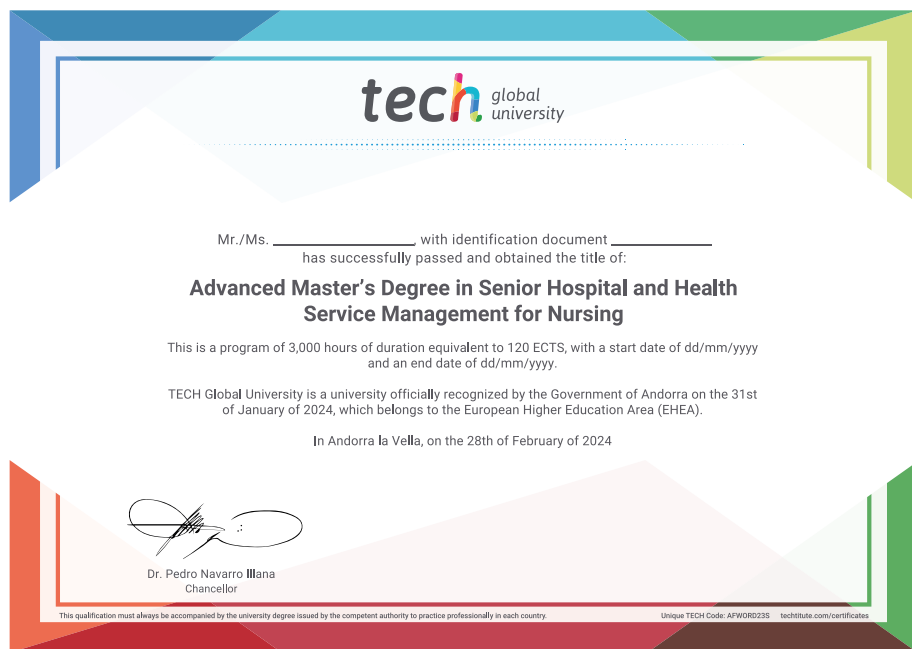 tech global
university
Mr./Ms. ____________, with identification document ____________
has successfully passed and obtained the title of:
Advanced Master's Degree in Senior Hospital and Health
Service Management for Nursing
This is a program of 3,000 hours of duration equivalent to 120 ECTS, with a start date of dd/mm/yyyy
and an end date of dd/mm/yyyy.
TECH Global University is a university officially recognized by the Government of Andorra on the 31st
of January of 2024, which belongs to the European Higher Education Area (EHEA).
In Andorra la Vella, on the 28th of February of 2024
Dr. Pedro Navarro Illana
Chancellor
This qualification must always be accompanied by the university degree issued by the competent authority to practice professionally in each country. Unique TECH Code: AFWORD23S techtitute.com/certificates